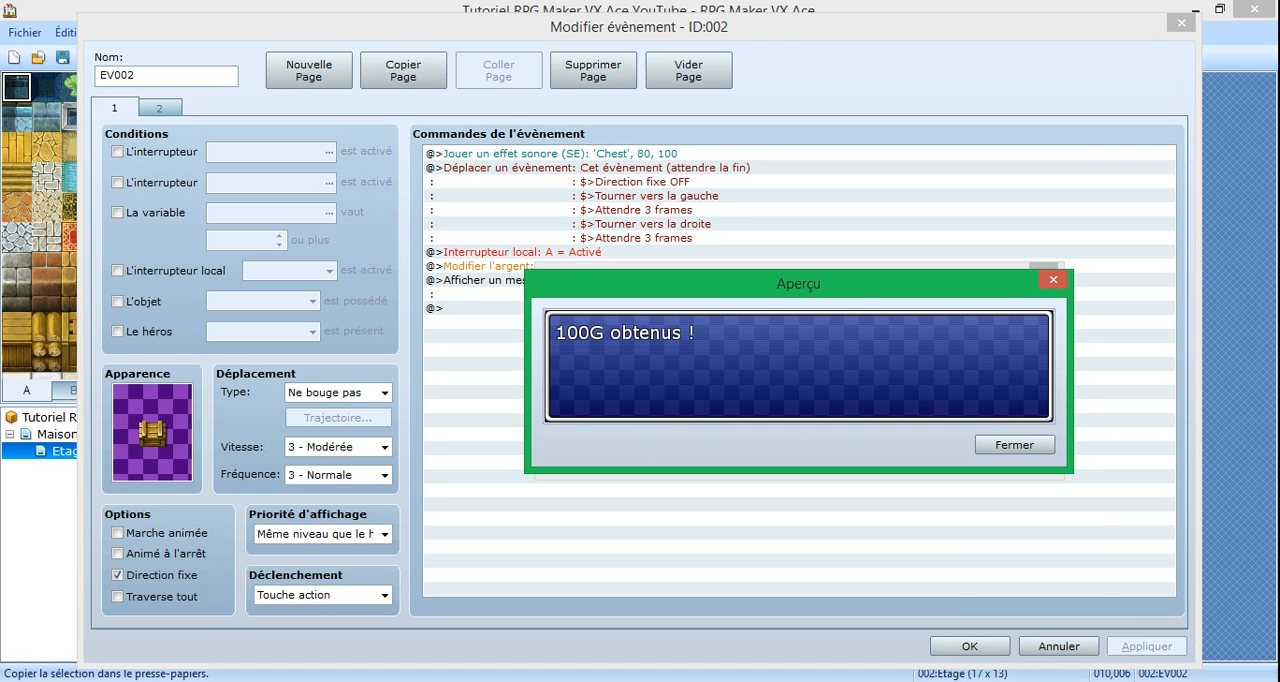 Tutoriel RPG Maker VX Ace YouTube - RPG Maker VX Ace
Fichier Éditi
Modifier évènement - ID:002
Nom:
EV002
Nouvelle Page
Copier Page
Coller Page
Supprimer Page
Vider Page
1 2
Conditions
L'interrupteur ... est activé
L'interrupteur ... est activé
La variable ... vaut
ou plus
L'interrupteur local est activé
L'objet est possédé
Le héros est présent
Apparence
Déplacement
Type: Ne bouge pas
Trajectoire...
Vitesse: 3 - Modérée
Fréquence: 3 - Normale
Options
Marche animée
Animé à l'arrêt
Direction fixe
Traverse tout
Priorité d'affichage
Même niveau que le h
Déclenchement
Touche action
Commandes de l'évènement
@>Jouer un effet sonore (SE): 'Chest', 80, 100
@>Déplacer un évènement: Cet évènement (attendre la fin)
: : $>Direction fixe OFF
: : $>Tourner vers la gauche
: : $>Attendre 3 frames
: : $>Tourner vers la droite
: : $>Attendre 3 frames
@>Interrupteur local: A = Activé
@>Modifier l'argent:
@>Afficher un mes
:
@>
Aperçu
100G obtenus !
Fermer
OK Annuler Appliquer
A B
Tutoriel R
Maison
Etag
Copier la sélection dans le presse-papiers.
002:Etage (17 x 13) 010,006 002:EV002